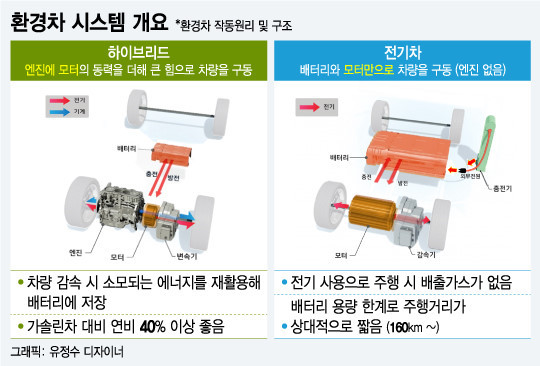 환경차 시스템 개요 *환경차 작동원리 및 구조
하이브리드
엔진에 모터의 동력을 더해 큰 힘으로 차량을 구동
전기
기계
배터리
충전
방전
엔진
모터
변속기
• 차량 감속 시 소모되는 에너지를 재활용해
배터리에 저장
• 가솔린차 대비 연비 40% 이상 좋음
전기차
배터리와 모터만으로 차량을 구동 (엔진 없음)
전기
배터리
충전
방전
외부전원
충전기
모터
감속기
• 전기 사용으로 주행 시 배출가스가 없음
배터리 용량 한계로 주행거리가
• 상대적으로 짧음 (160km ~)
그래픽: 유정수 디자이너